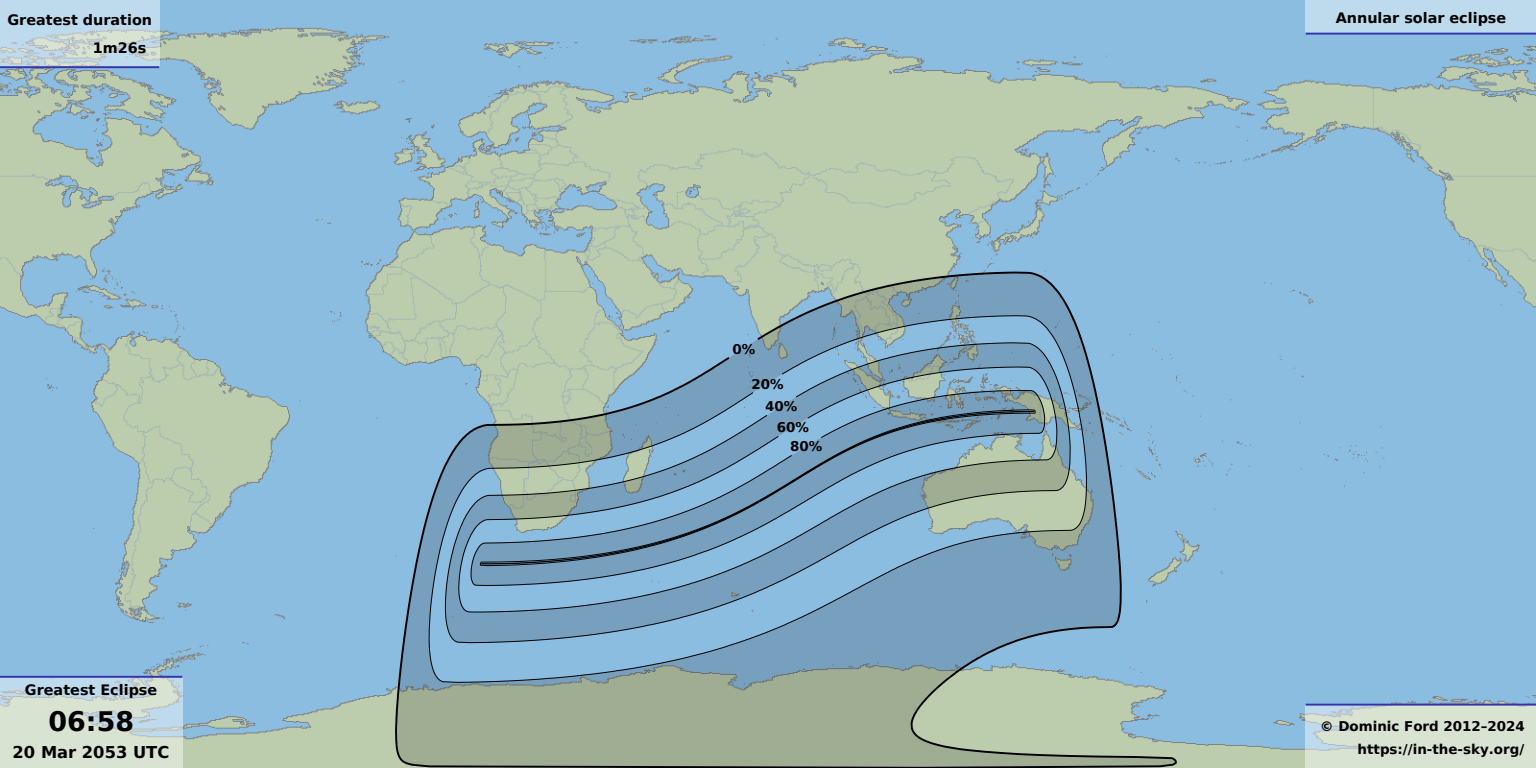 Greatest duration
1m26s
Annular solar eclipse
0%
20%
40%
60%
80%
Greatest Eclipse
06:58
20 Mar 2053 UTC
© Dominic Ford 2012–2024
https://in-the-sky.org/